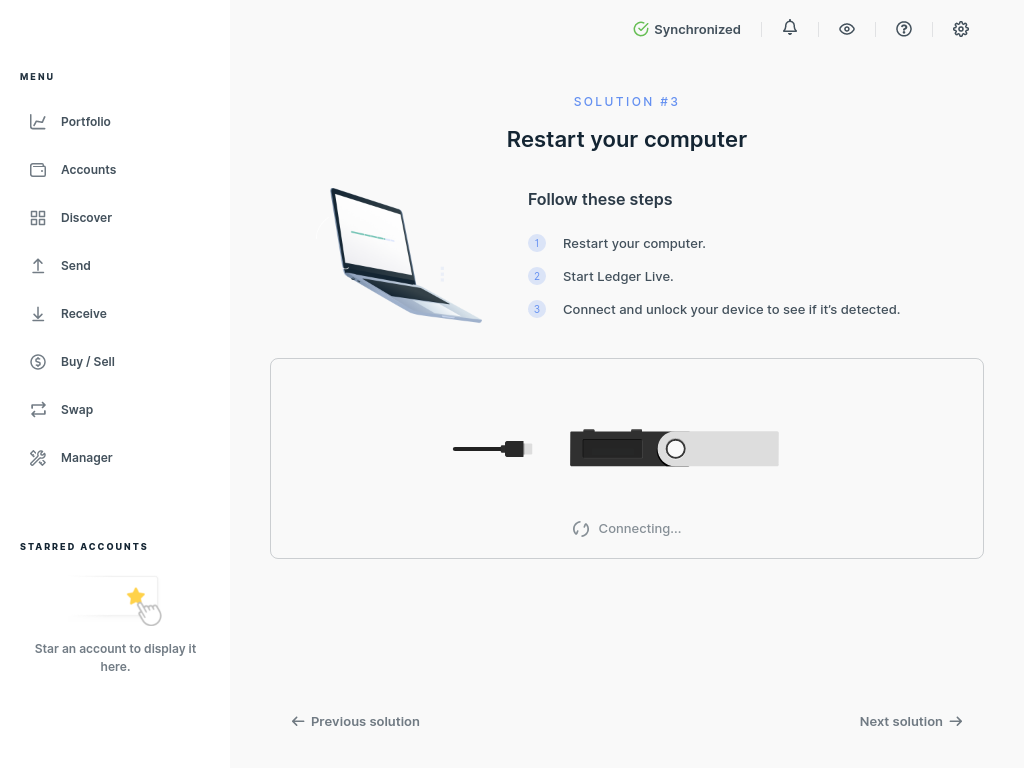 Synchronized
MENU
Portfolio
Accounts
Discover
Send
Receive
Buy / Sell
Swap
Manager
STARRED ACCOUNTS
Star an account to display it
here.
SOLUTION #3
Restart your computer
Follow these steps
1 Restart your computer.
2 Start Ledger Live.
3 Connect and unlock your device to see if it’s detected.
Connecting...
Previous solution
Next solution